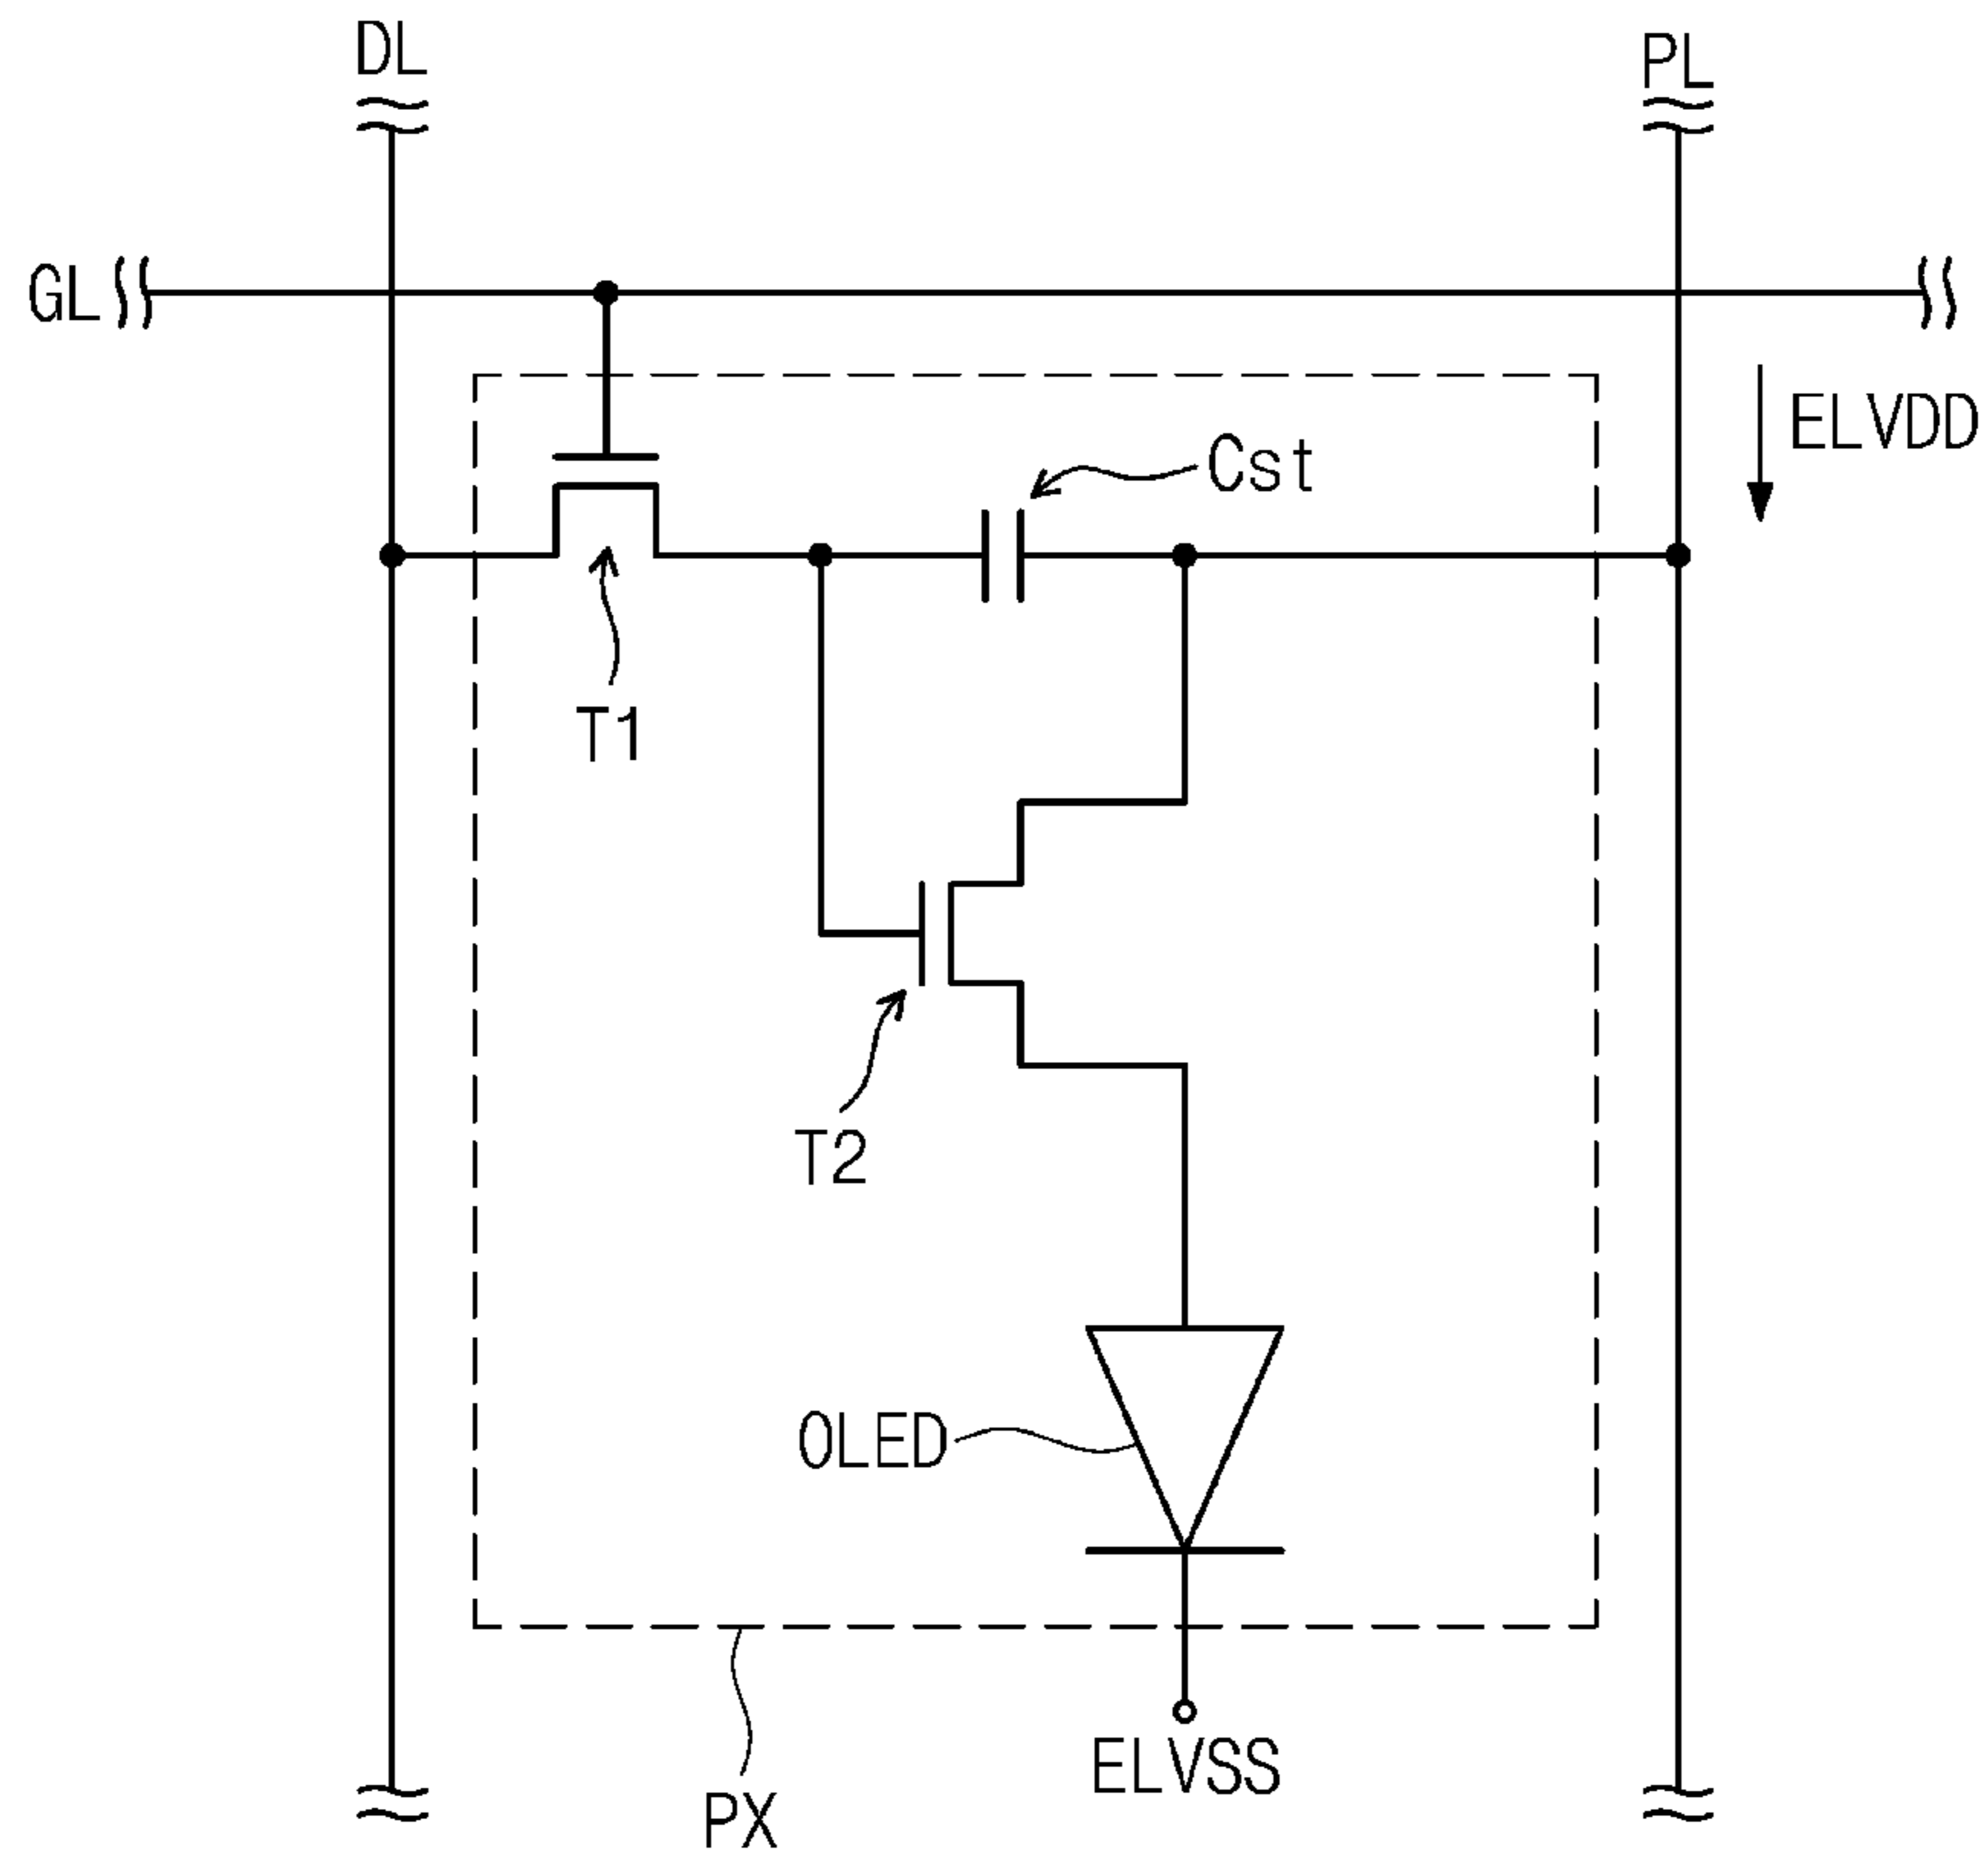 DL
PL
GL
ELVDD
Cst
T1
T2
OLED
ELVSS
PX